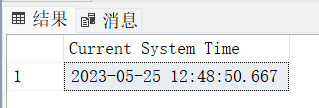 结果 消息
Current System Time
1 2023-05-25 12:48:50.667